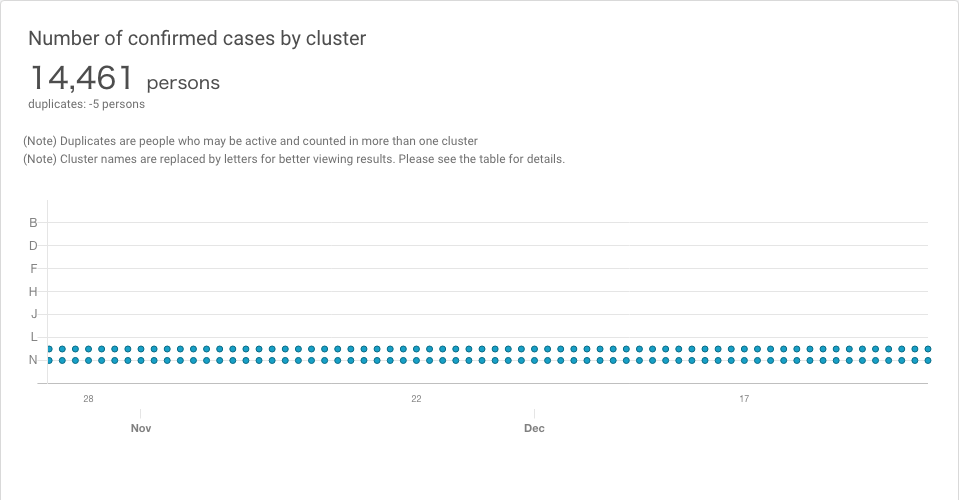 Number of confirmed cases by cluster
14,461 persons
duplicates: -5 persons
(Note) Duplicates are people who may be active and counted in more than one cluster
(Note) Cluster names are replaced by letters for better viewing results. Please see the table for details.
B
D
F
H
J
L
N
28 22 17
Nov Dec